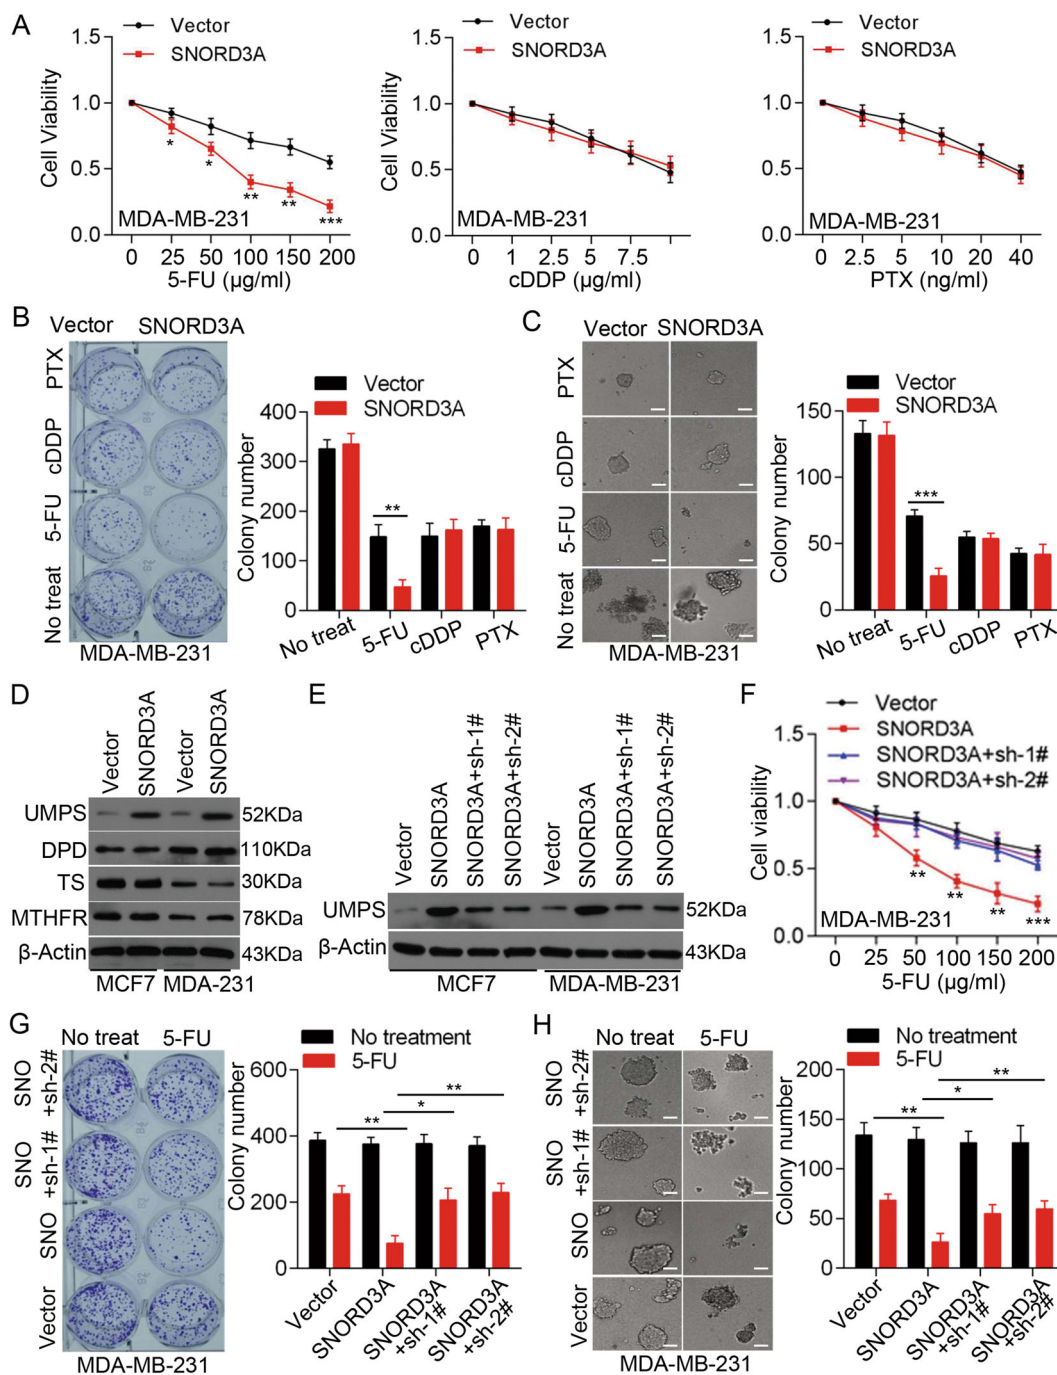 A
Vector
SNORD3A
Cell Viability
1.5
1.0
0.5
0.0
*
*
**
**
***
MDA-MB-231
0 25 50 100 150 200
5-FU (µg/ml)
Vector
SNORD3A
Cell Viability
1.5
1.0
0.5
0.0
MDA-MB-231
0 1 2.5 5 7.5
cDDP (µg/ml)
Vector
SNORD3A
Cell Viability
1.5
1.0
0.5
0.0
MDA-MB-231
0 2.5 5 10 20 40
PTX (ng/ml)
B
Vector SNORD3A
PTX
cDDP
5-FU
No treat
MDA-MB-231
Vector
SNORD3A
Colony number
400
300
200
100
0
**
No treat 5-FU cDDP PTX
C
Vector SNORD3A
PTX
cDDP
5-FU
No treat
MDA-MB-231
Vector
SNORD3A
Colony number
150
100
50
0
***
No treat 5-FU cDDP PTX
D
Vector SNORD3A Vector SNORD3A
UMPS 52KDa
DPD 110KDa
TS 30KDa
MTHFR 78KDa
β-Actin 43KDa
MCF7 MDA-231
E
Vector SNORD3A SNORD3A+sh-1# SNORD3A+sh-2# Vector SNORD3A SNORD3A+sh-1# SNORD3A+sh-2#
UMPS 52KDa
β-Actin 43KDa
MCF7 MDA-MB-231
F
Vector
SNORD3A
SNORD3A+sh-1#
SNORD3A+sh-2#
Cell viability
1.5
1.0
0.5
0.0
**
**
**
***
MDA-MB-231
0 25 50 100 150 200
5-FU (µg/ml)
G
No treat 5-FU
SNO +sh-2#
SNO +sh-1#
SNO
Vector
MDA-MB-231
No treatment
5-FU
Colony number
600
400
200
0
**
*
**
Vector
SNORD3A
SNORD3A +sh-1#
SNORD3A +sh-2#
H
No treat 5-FU
SNO +sh-2#
SNO +sh-1#
SNO
Vector
MDA-MB-231
No treatment
5-FU
Colony number
200
150
100
50
0
**
*
**
Vector
SNORD3A
SNORD3A +sh-1#
SNORD3A +sh-2#